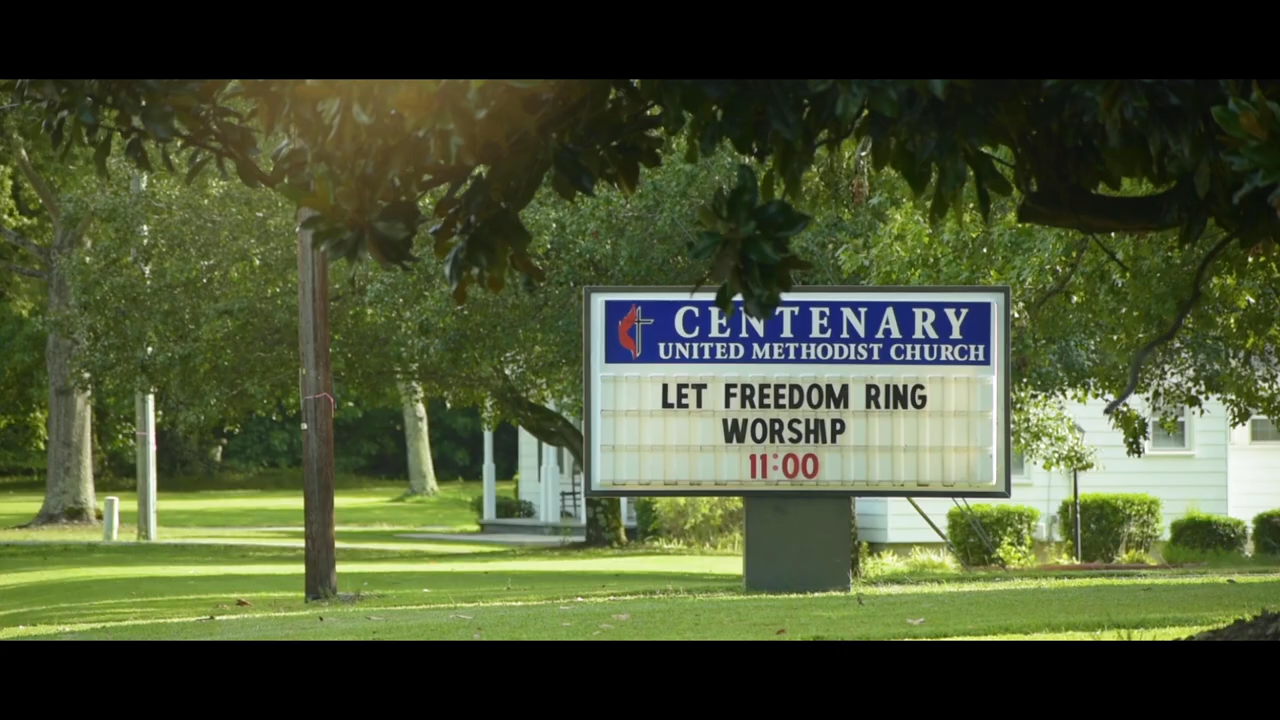 CENTENARY
UNITED METHODIST CHURCH
LET FREEDOM RING
WORSHIP
11:00